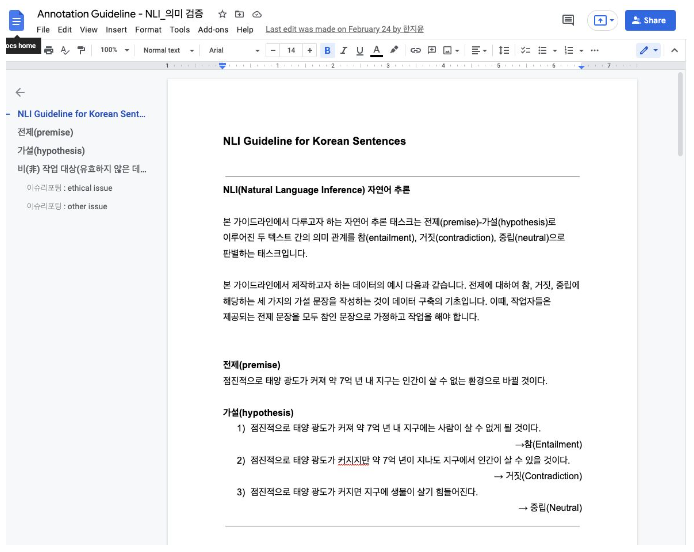 Annotation Guideline - NLI_의미 검증
File Edit View Insert Format Tools Add-ons Help Last edit was made on February 24 by 한지윤
Share
ocs home
100% Normal text Arial 14 B I U A
1 1 2 3 4 5 6 7
NLI Guideline for Korean Sent...
전제(premise)
가설(hypothesis)
비(非) 작업 대상(유효하지 않은 데...
이슈리포팅 : ethical issue
이슈리포팅 : other issue
NLI Guideline for Korean Sentences
NLI(Natural Language Inference) 자연어 추론
본 가이드라인에서 다루고자 하는 자연어 추론 태스크는 전제(premise)-가설(hypothesis)로
이루어진 두 텍스트 간의 의미 관계를 참(entailment), 거짓(contradiction), 중립(neutral)으로
판별하는 태스크입니다.
본 가이드라인에서 제작하고자 하는 데이터의 예시 다음과 같습니다. 전제에 대하여 참, 거짓, 중립에
해당하는 세 가지의 가설 문장을 작성하는 것이 데이터 구축의 기초입니다. 이때, 작업자들은
제공되는 전제 문장을 모두 참인 문장으로 가정하고 작업을 해야 합니다.
전제(premise)
점진적으로 태양 광도가 커져 약 7억 년 내 지구는 인간이 살 수 없는 환경으로 바뀔 것이다.
가설(hypothesis)
1) 점진적으로 태양 광도가 커져 약 7억 년 내 지구에는 사람이 살 수 없게 될 것이다.
→참(Entailment)
2) 점진적으로 태양 광도가 커지지만 약 7억 년이 지나도 지구에서 인간이 살 수 있을 것이다.
→ 거짓(Contradiction)
3) 점진적으로 태양 광도가 커지면 지구에 생물이 살기 힘들어진다.
→ 중립(Neutral)